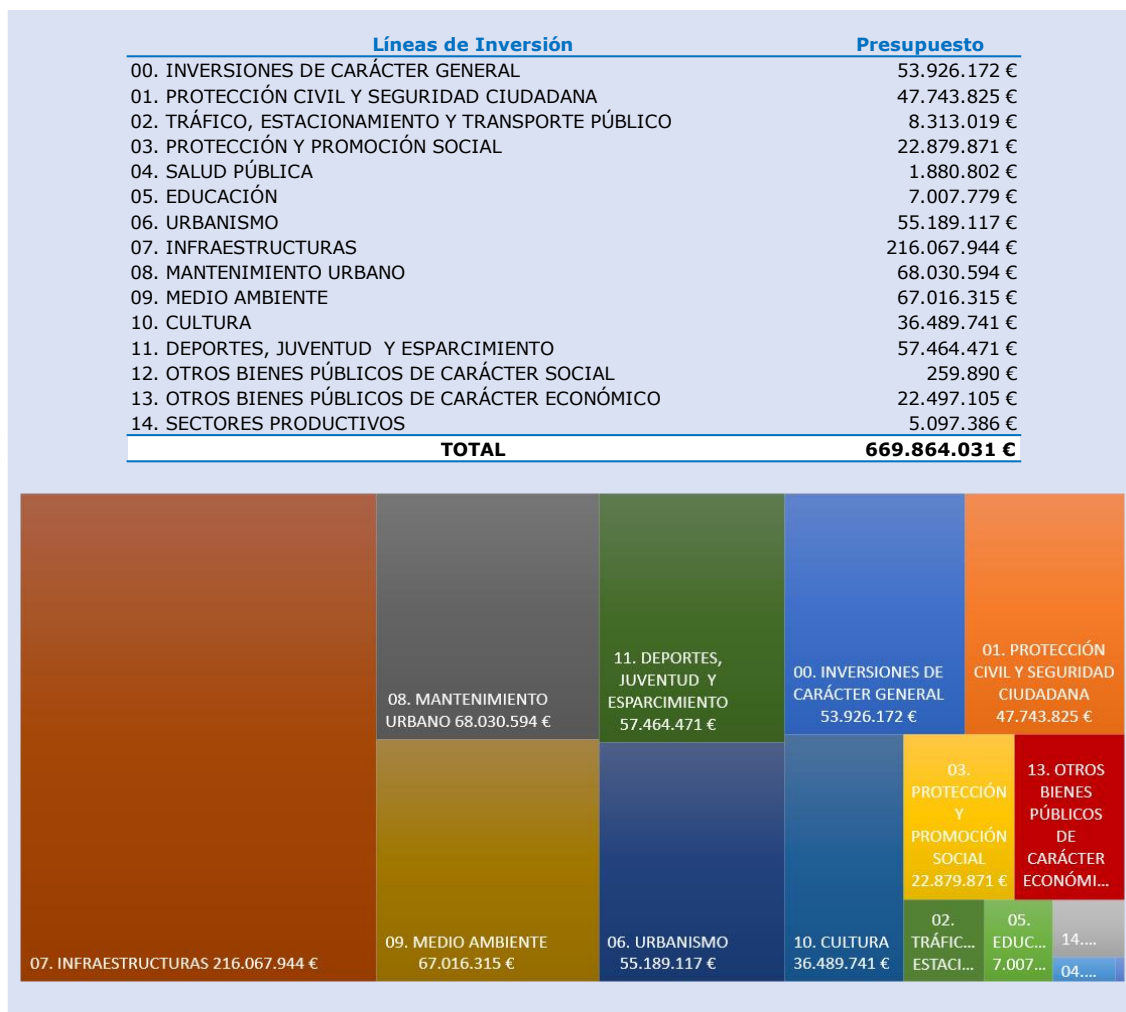 Líneas de Inversión Presupuesto
00. INVERSIONES DE CARÁCTER GENERAL 53.926.172 €
01. PROTECCIÓN CIVIL Y SEGURIDAD CIUDADANA 47.743.825 €
02. TRÁFICO, ESTACIONAMIENTO Y TRANSPORTE PÚBLICO 8.313.019 €
03. PROTECCIÓN Y PROMOCIÓN SOCIAL 22.879.871 €
04. SALUD PÚBLICA 1.880.802 €
05. EDUCACIÓN 7.007.779 €
06. URBANISMO 55.189.117 €
07. INFRAESTRUCTURAS 216.067.944 €
08. MANTENIMIENTO URBANO 68.030.594 €
09. MEDIO AMBIENTE 67.016.315 €
10. CULTURA 36.489.741 €
11. DEPORTES, JUVENTUD Y ESPARCIMIENTO 57.464.471 €
12. OTROS BIENES PÚBLICOS DE CARÁCTER SOCIAL 259.890 €
13. OTROS BIENES PÚBLICOS DE CARÁCTER ECONÓMICO 22.497.105 €
14. SECTORES PRODUCTIVOS 5.097.386 €
TOTAL 669.864.031 €
07. INFRAESTRUCTURAS 216.067.944 €
08. MANTENIMIENTO
URBANO 68.030.594 €
09. MEDIO AMBIENTE
67.016.315 €
11. DEPORTES,
JUVENTUD Y
ESPARCIMIENTO
57.464.471 €
06. URBANISMO
55.189.117 €
00. INVERSIONES DE
CARÁCTER GENERAL
53.926.172 €
01. PROTECCIÓN
CIVIL Y SEGURIDAD
CIUDADANA
47.743.825 €
10. CULTURA
36.489.741 €
03.
PROTECCIÓN
Y
PROMOCIÓN
SOCIAL
22.879.871 €
13. OTROS
BIENES
PÚBLICOS
DE
CARÁCTER
ECONÓMI...
02.
TRÁFIC...
ESTACI...
05.
EDUC...
7.007...
14....
04....